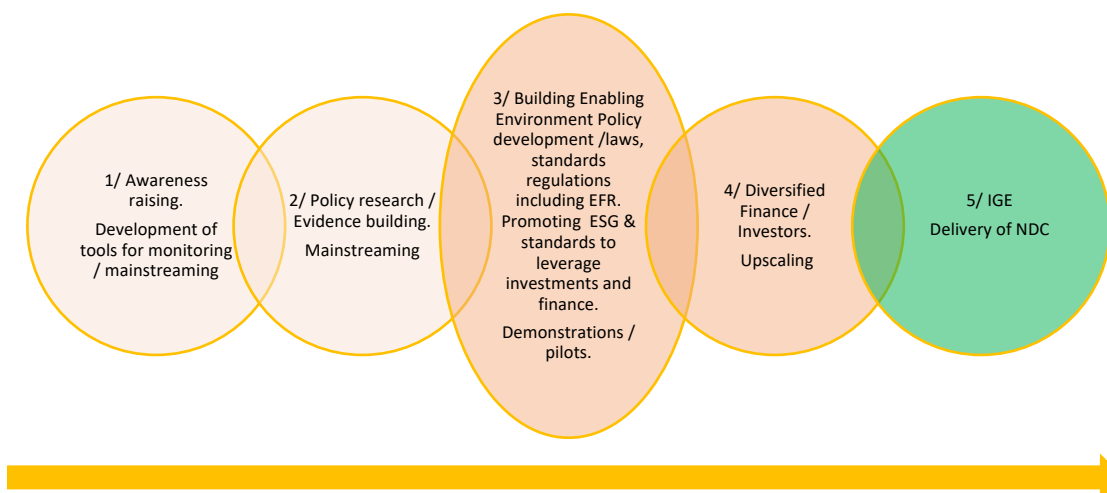 1/ Awareness
raising.
Development of
tools for monitoring
/ mainstreaming
2/ Policy research /
Evidence building.
Mainstreaming
3/ Building Enabling
Environment Policy
development /laws,
standards
regulations
including EFR.
Promoting ESG &
standards to
leverage
investments and
finance.
Demonstrations /
pilots.
4/ Diversified
Finance /
Investors.
Upscaling
5/ IGE
Delivery of NDC